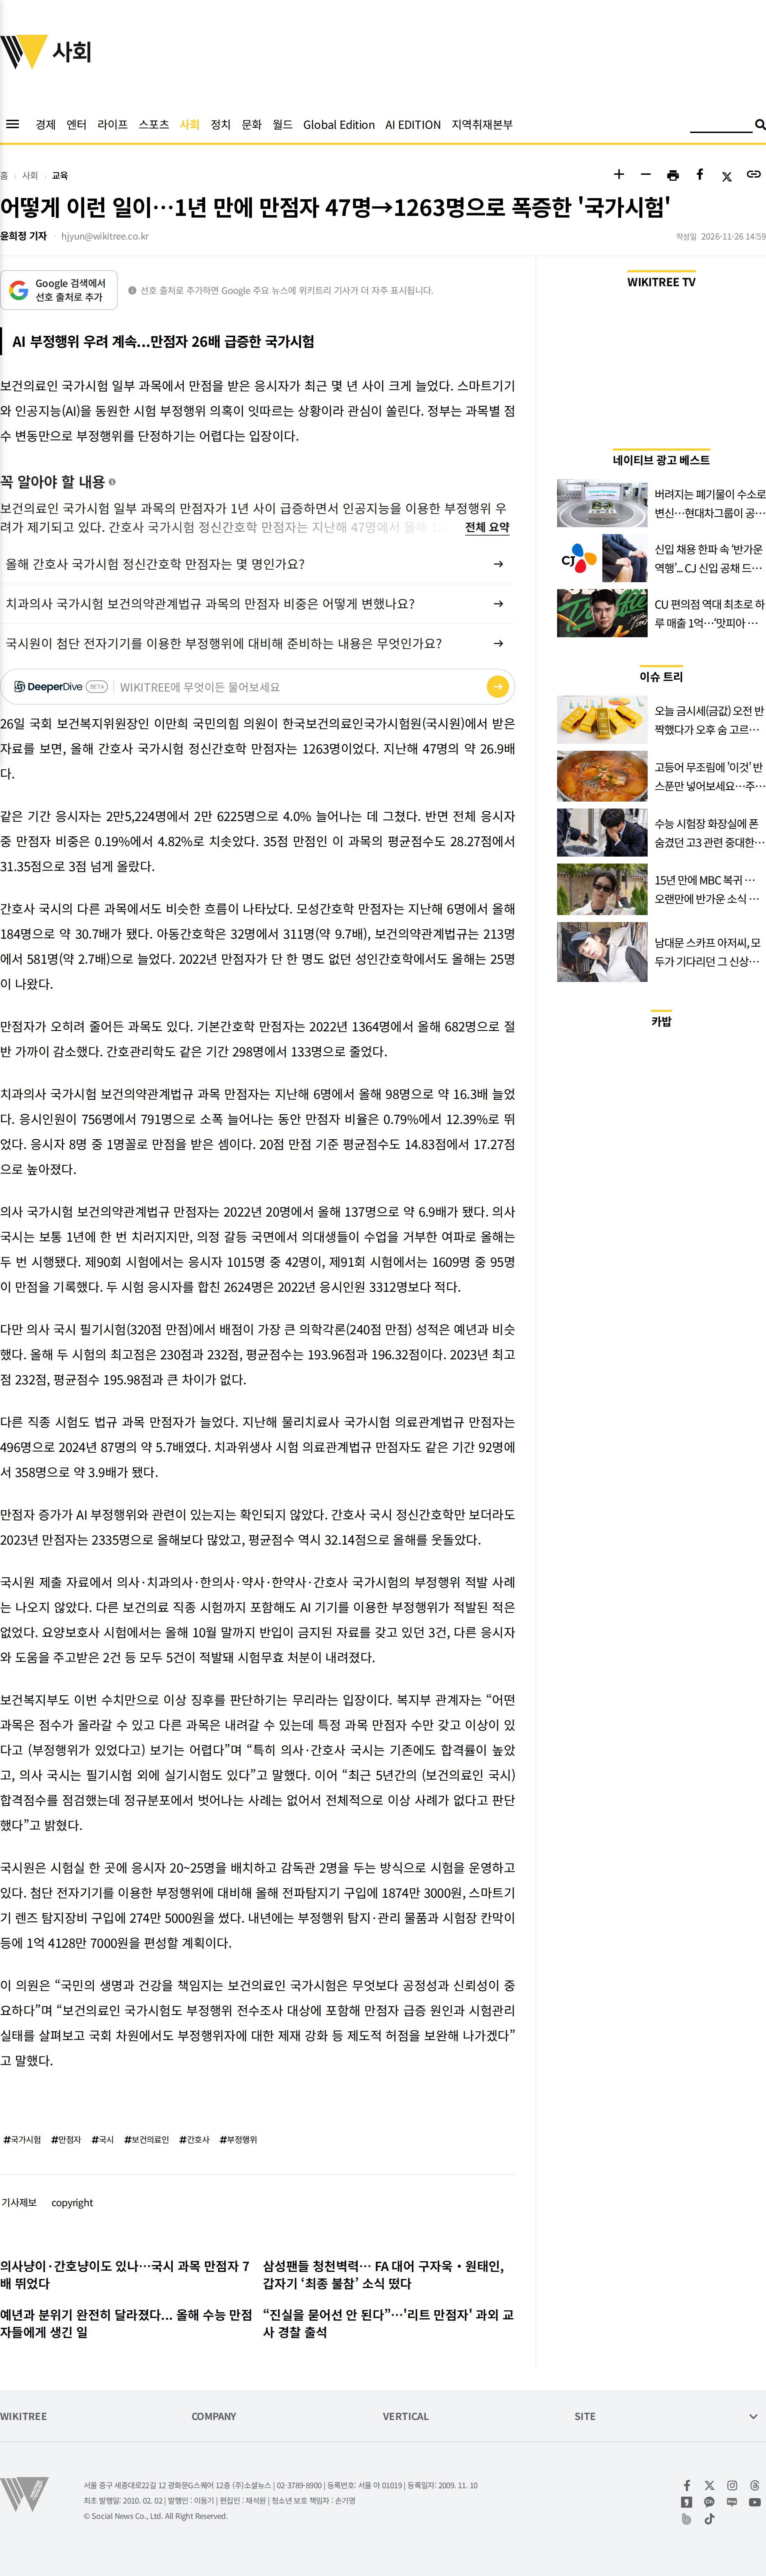 사회
경제 엔터 라이프 스포츠 사회 정치 문화 월드 Global Edition AI EDITION 지역취재본부
홈 › 사회 › 교육
어떻게 이런 일이…1년 만에 만점자 47명→1263명으로 폭증한 '국가시험'
윤희정 기자 hjyun@wikitree.co.kr
작성일 2026-11-26 14:59
Google 검색에서
선호 출처로 추가
선호 출처로 추가하면 Google 주요 뉴스에 위키트리 기사가 더 자주 표시됩니다.
AI 부정행위 우려 계속...만점자 26배 급증한 국가시험
보건의료인 국가시험 일부 과목에서 만점을 받은 응시자가 최근 몇 년 사이 크게 늘었다. 스마트기기
와 인공지능(AI)을 동원한 시험 부정행위 의혹이 잇따르는 상황이라 관심이 쏠린다. 정부는 과목별 점
수 변동만으로 부정행위를 단정하기는 어렵다는 입장이다.
꼭 알아야 할 내용
보건의료인 국가시험 일부 과목의 만점자가 1년 사이 급증하면서 인공지능을 이용한 부정행위 우
려가 제기되고 있다. 간호사 국가시험 정신간호학 만점자는 지난해 47명에서 올해 전체 요약
올해 간호사 국가시험 정신간호학 만점자는 몇 명인가요?
치과의사 국가시험 보건의약관계법규 과목의 만점자 비중은 어떻게 변했나요?
국시원이 첨단 전자기기를 이용한 부정행위에 대비해 준비하는 내용은 무엇인가요?
DeeperDive BETA WIKITREE에 무엇이든 물어보세요
26일 국회 보건복지위원장인 이만희 국민의힘 의원이 한국보건의료인국가시험원(국시원)에서 받은
자료를 보면, 올해 간호사 국가시험 정신간호학 만점자는 1263명이었다. 지난해 47명의 약 26.9배
다.
같은 기간 응시자는 2만5,224명에서 2만 6225명으로 4.0% 늘어나는 데 그쳤다. 반면 전체 응시자
중 만점자 비중은 0.19%에서 4.82%로 치솟았다. 35점 만점인 이 과목의 평균점수도 28.27점에서
31.35점으로 3점 넘게 올랐다.
간호사 국시의 다른 과목에서도 비슷한 흐름이 나타났다. 모성간호학 만점자는 지난해 6명에서 올해
184명으로 약 30.7배가 됐다. 아동간호학은 32명에서 311명(약 9.7배), 보건의약관계법규는 213명
에서 581명(약 2.7배)으로 늘었다. 2022년 만점자가 단 한 명도 없던 성인간호학에서도 올해는 25명
이 나왔다.
만점자가 오히려 줄어든 과목도 있다. 기본간호학 만점자는 2022년 1364명에서 올해 682명으로 절
반 가까이 감소했다. 간호관리학도 같은 기간 298명에서 133명으로 줄었다.
치과의사 국가시험 보건의약관계법규 과목 만점자는 지난해 6명에서 올해 98명으로 약 16.3배 늘었
다. 응시인원이 756명에서 791명으로 소폭 늘어나는 동안 만점자 비율은 0.79%에서 12.39%로 뛰
었다. 응시자 8명 중 1명꼴로 만점을 받은 셈이다. 20점 만점 기준 평균점수도 14.83점에서 17.27점
으로 높아졌다.
의사 국가시험 보건의약관계법규 만점자는 2022년 20명에서 올해 137명으로 약 6.9배가 됐다. 의사
국시는 보통 1년에 한 번 치러지지만, 의정 갈등 국면에서 의대생들이 수업을 거부한 여파로 올해는
두 번 시행됐다. 제90회 시험에서는 응시자 1015명 중 42명이, 제91회 시험에서는 1609명 중 95명
이 만점을 기록했다. 두 시험 응시자를 합친 2624명은 2022년 응시인원 3312명보다 적다.
다만 의사 국시 필기시험(320점 만점)에서 배점이 가장 큰 의학각론(240점 만점) 성적은 예년과 비슷
했다. 올해 두 시험의 최고점은 230점과 232점, 평균점수는 193.96점과 196.32점이다. 2023년 최고
점 232점, 평균점수 195.98점과 큰 차이가 없다.
다른 직종 시험도 법규 과목 만점자가 늘었다. 지난해 물리치료사 국가시험 의료관계법규 만점자는
496명으로 2024년 87명의 약 5.7배였다. 치과위생사 시험 의료관계법규 만점자도 같은 기간 92명에
서 358명으로 약 3.9배가 됐다.
만점자 증가가 AI 부정행위와 관련이 있는지는 확인되지 않았다. 간호사 국시 정신간호학만 보더라도
2023년 만점자는 2335명으로 올해보다 많았고, 평균점수 역시 32.14점으로 올해를 웃돌았다.
국시원 제출 자료에서 의사·치과의사·한의사·약사·한약사·간호사 국가시험의 부정행위 적발 사례
는 나오지 않았다. 다른 보건의료 직종 시험까지 포함해도 AI 기기를 이용한 부정행위가 적발된 적은
없었다. 요양보호사 시험에서는 올해 10월 말까지 반입이 금지된 자료를 갖고 있던 3건, 다른 응시자
와 도움을 주고받은 2건 등 모두 5건이 적발돼 시험무효 처분이 내려졌다.
보건복지부도 이번 수치만으로 이상 징후를 판단하기는 무리라는 입장이다. 복지부 관계자는 “어떤
과목은 점수가 올라갈 수 있고 다른 과목은 내려갈 수 있는데 특정 과목 만점자 수만 갖고 이상이 있
다고 (부정행위가 있었다고) 보기는 어렵다”며 “특히 의사·간호사 국시는 기존에도 합격률이 높았
고, 의사 국시는 필기시험 외에 실기시험도 있다”고 말했다. 이어 “최근 5년간의 (보건의료인 국시)
합격점수를 점검했는데 정규분포에서 벗어나는 사례는 없어서 전체적으로 이상 사례가 없다고 판단
했다”고 밝혔다.
국시원은 시험실 한 곳에 응시자 20~25명을 배치하고 감독관 2명을 두는 방식으로 시험을 운영하고
있다. 첨단 전자기기를 이용한 부정행위에 대비해 올해 전파탐지기 구입에 1874만 3000원, 스마트기
기 렌즈 탐지장비 구입에 274만 5000원을 썼다. 내년에는 부정행위 탐지·관리 물품과 시험장 칸막이
등에 1억 4128만 7000원을 편성할 계획이다.
이 의원은 “국민의 생명과 건강을 책임지는 보건의료인 국가시험은 무엇보다 공정성과 신뢰성이 중
요하다”며 “보건의료인 국가시험도 부정행위 전수조사 대상에 포함해 만점자 급증 원인과 시험관리
실태를 살펴보고 국회 차원에서도 부정행위자에 대한 제재 강화 등 제도적 허점을 보완해 나가겠다”
고 말했다.
#국가시험 #만점자 #국시 #보건의료인 #간호사 #부정행위
기사제보 copyright
의사냥이·간호냥이도 있나…국시 과목 만점자 7
배 뛰었다
삼성팬들 청천벽력… FA 대어 구자욱·원태인,
갑자기 ‘최종 불참’ 소식 떴다
예년과 분위기 완전히 달라졌다... 올해 수능 만점
자들에게 생긴 일
“진실을 묻어선 안 된다”…'리트 만점자' 과외 교
사 경찰 출석
WIKITREE TV
네이티브 광고 베스트
버려지는 폐기물이 수소로
변신…현대차그룹이 공…
신입 채용 한파 속 ‘반가운
역행’... CJ 신입 공채 드…
CJ
CU 편의점 역대 최초로 하
루 매출 1억…‘맛피아 …
이슈 트리
오늘 금시세(금값) 오전 반
짝했다가 오후 숨 고르…
고등어 무조림에 '이것' 반
스푼만 넣어보세요…주…
수능 시험장 화장실에 폰
숨겼던 고3 관련 중대한…
15년 만에 MBC 복귀 …
오랜만에 반가운 소식 …
남대문 스카프 아저씨, 모
두가 기다리던 그 신상…
카밥
WIKITREE COMPANY VERTICAL SITE
서울 중구 세종대로22길 12 광화문G스퀘어 12층 (주)소셜뉴스 | 02-3789-8900 | 등록번호: 서울 아 01019 | 등록일자: 2009. 11. 10
최초 발행일: 2010. 02. 02 | 발행인 : 이동기 | 편집인 : 채석원 | 청소년 보호 책임자 : 손기영
© Social News Co., Ltd. All Right Reserved.